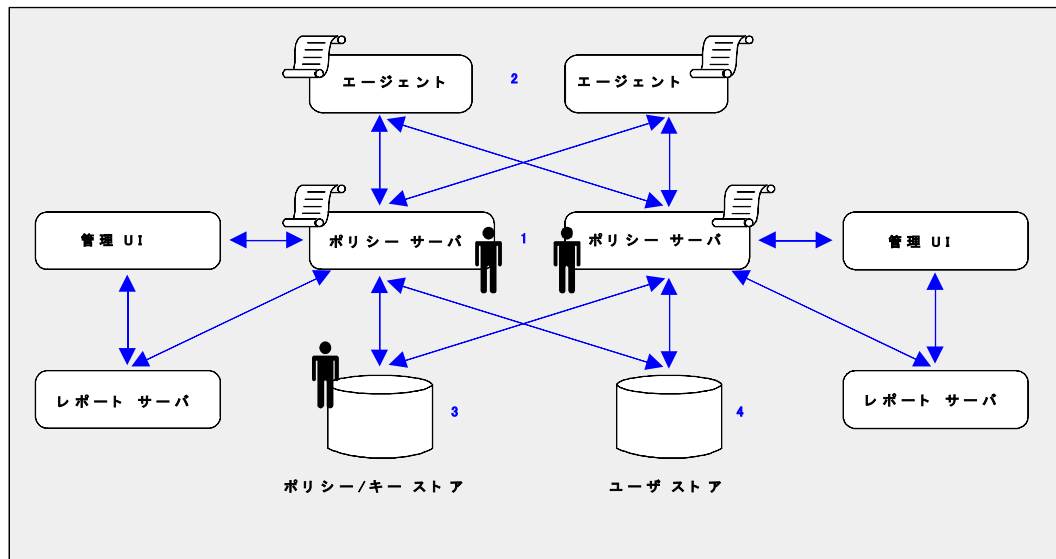 エージェント
2
エージェント
管理 UI
ポリシー サーバ
1
ポリシー サーバ
管理 UI
レポート サーバ
3
4
レポート サーバ
ポリシー/キー ストア
ユーザ ストア